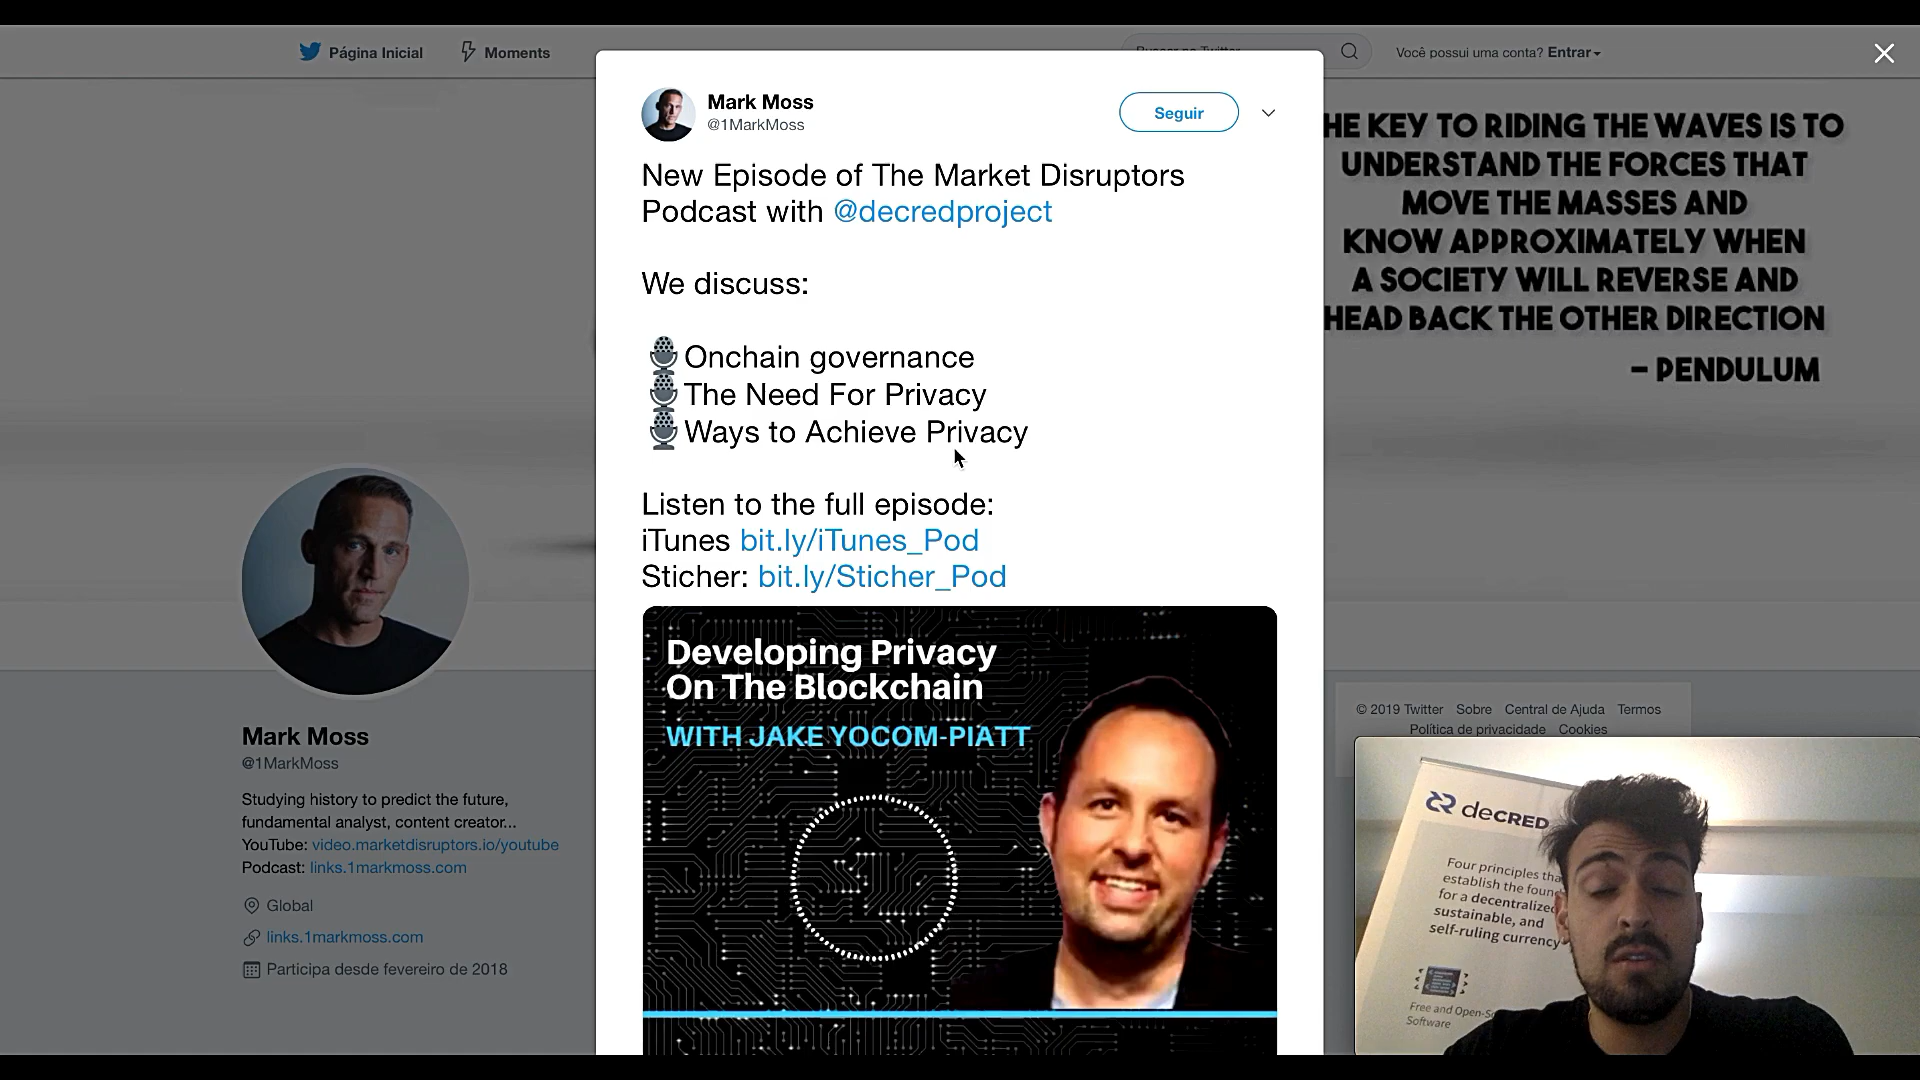 Página Inicial
Moments
Você possui uma conta? Entrar
Mark Moss
@1MarkMoss
Seguir
New Episode of The Market Disruptors
Podcast with @decredproject
We discuss:
Onchain governance
The Need For Privacy
Ways to Achieve Privacy
Listen to the full episode:
iTunes bit.ly/iTunes_Pod
Sticher: bit.ly/Sticher_Pod
Developing Privacy
On The Blockchain
WITH JAKE YOCOM-PIATT
HE KEY TO RIDING THE WAVES IS TO
UNDERSTAND THE FORCES THAT
MOVE THE MASSES AND
KNOW APPROXIMATELY WHEN
A SOCIETY WILL REVERSE AND
HEAD BACK THE OTHER DIRECTION
– PENDULUM
Mark Moss
@1MarkMoss
Studying history to predict the future,
fundamental analyst, content creator...
YouTube: video.marketdisruptors.io/youtube
Podcast: links.1markmoss.com
Global
links.1markmoss.com
Participa desde fevereiro de 2018
© 2019 Twitter Sobre Central de Ajuda Termos
Política de privacidade Cookies
decred
Four principles tha
establish the foun
for a decentralized
sustainable, and
self-ruling currency
Free and Open-So
Software